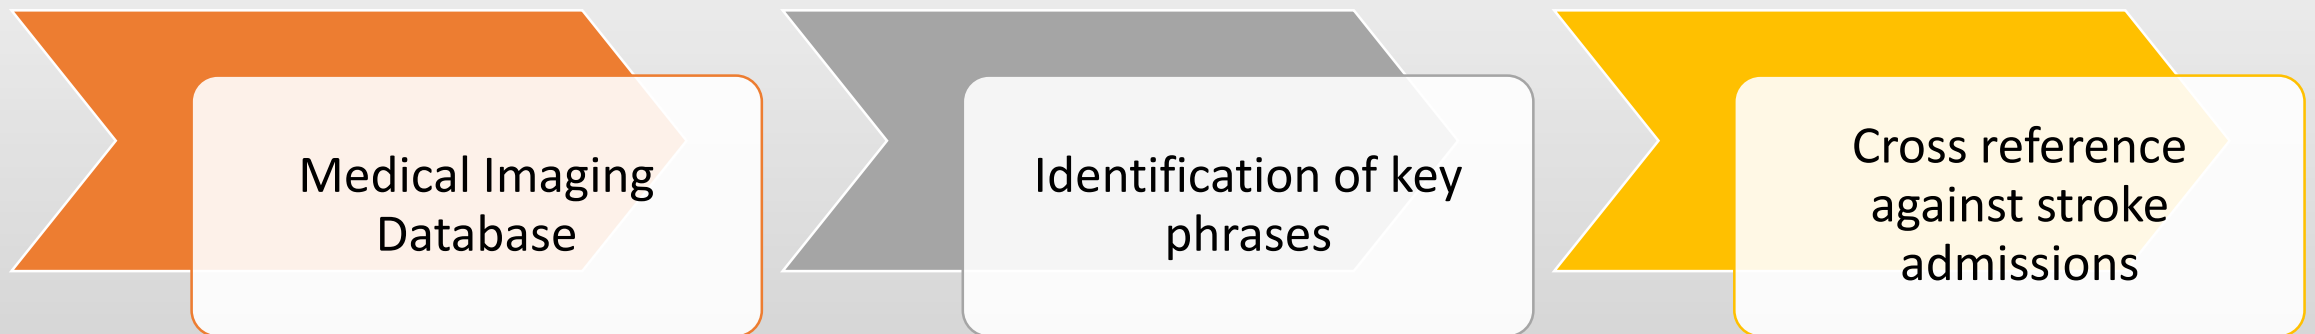 Medical Imaging
Database
Identification of key
phrases
Cross reference
against stroke
admissions